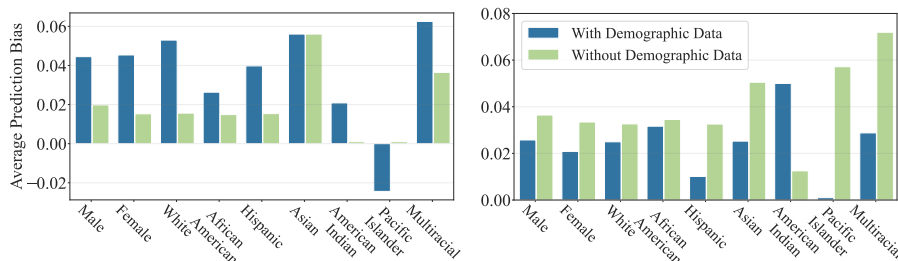 Average Prediction Bias
0.06
0.04
0.02
0.00
−0.02
Male
Female
White
African
American
Hispanic
Asian
American
Indian
Pacific
Islander
Multiracial
0.08
0.06
0.04
0.02
0.00
With Demographic Data
Without Demographic Data
Male
Female
White
African
American
Hispanic
Asian
American
Indian
Pacific
Islander
Multiracial